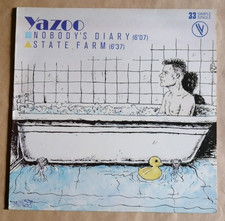 Yazoo
33
NOBODY'S DIARY (6'07)
STATE FARM (6'37)